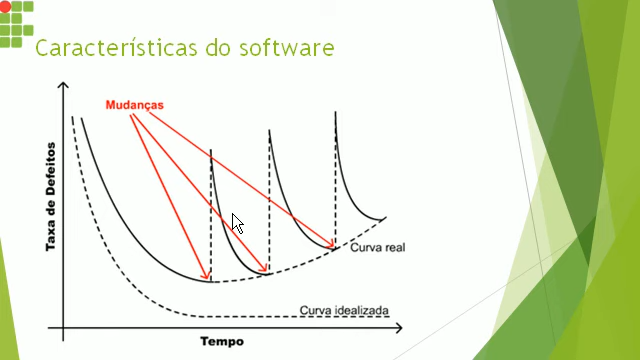 Características do software
Mudanças
Taxa de Defeitos
Curva real
Curva idealizada
Tempo